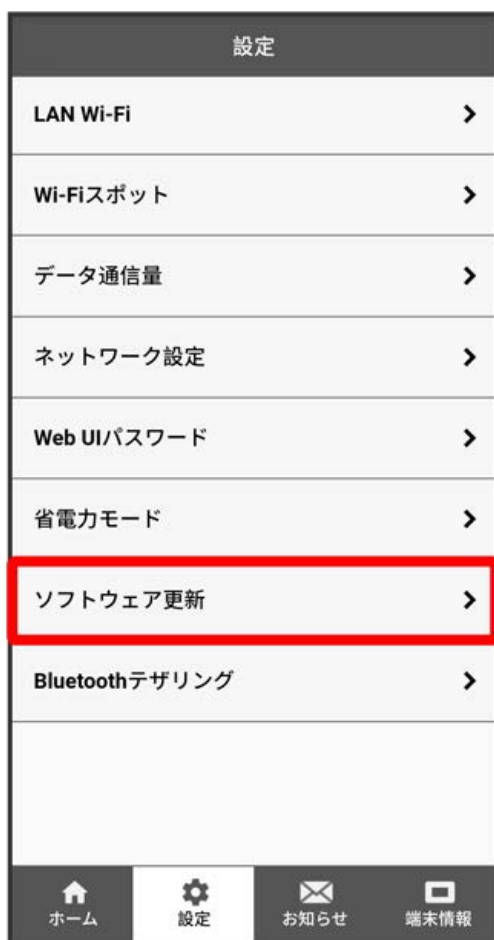 設定
LAN Wi-Fi
Wi-Fiスポット
データ通信量
ネットワーク設定
Web UIパスワード
省電力モード
ソフトウェア更新
Bluetoothテザリング
ホーム
設定
お知らせ
端末情報